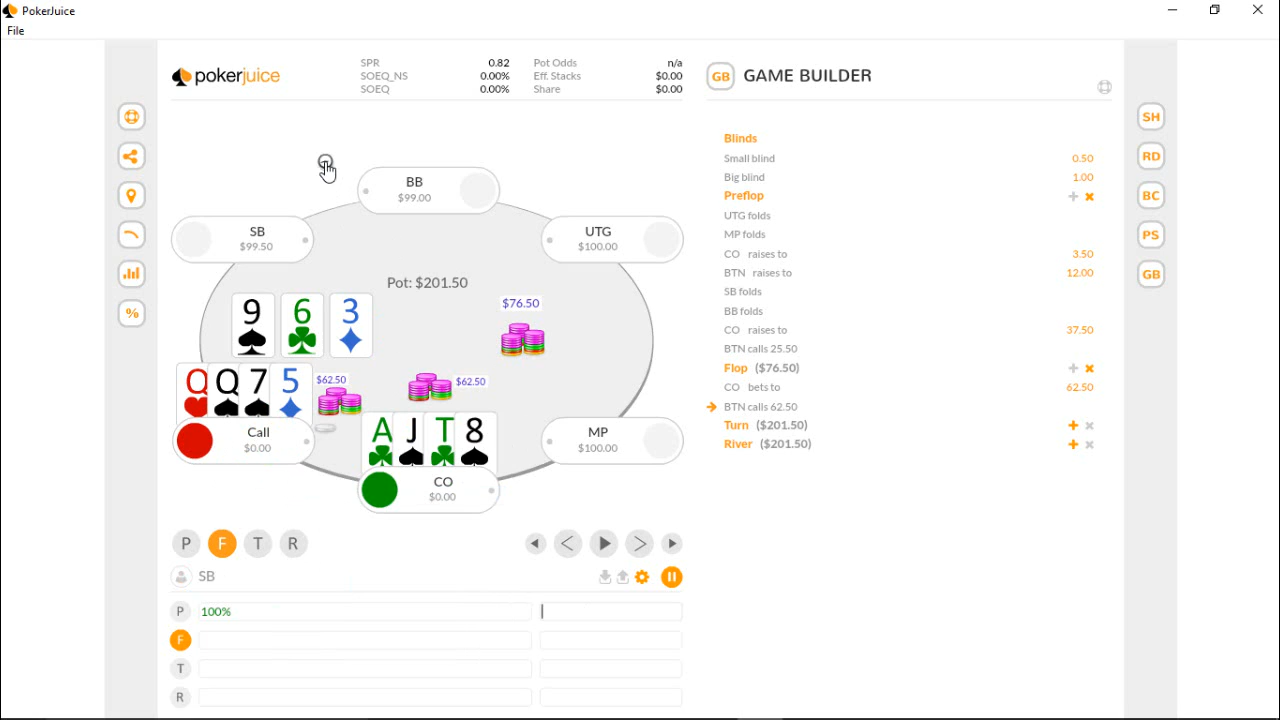 PokerJuice
File
pokerjuice
SPR 0.82 Pot Odds n/a
SOEQ_NS 0.00% Eff. Stacks $0.00
SOEQ 0.00% Share $0.00
GB GAME BUILDER
BB
$99.00
SB
$99.50
UTG
$100.00
Pot: $201.50
$76.50
9 6 3
Q Q 7 5
$62.50
$62.50
A J T 8
Call
$0.00
MP
$100.00
CO
$0.00
P F T R
SB
P 100%
F
T
R
Blinds
Small blind 0.50
Big blind 1.00
Preflop
UTG folds
MP folds
CO raises to 3.50
BTN raises to 12.00
SB folds
BB folds
CO raises to 37.50
BTN calls 25.50
Flop ($76.50)
CO bets to 62.50
BTN calls 62.50
Turn ($201.50)
River ($201.50)
%
SH
RD
BC
PS
GB